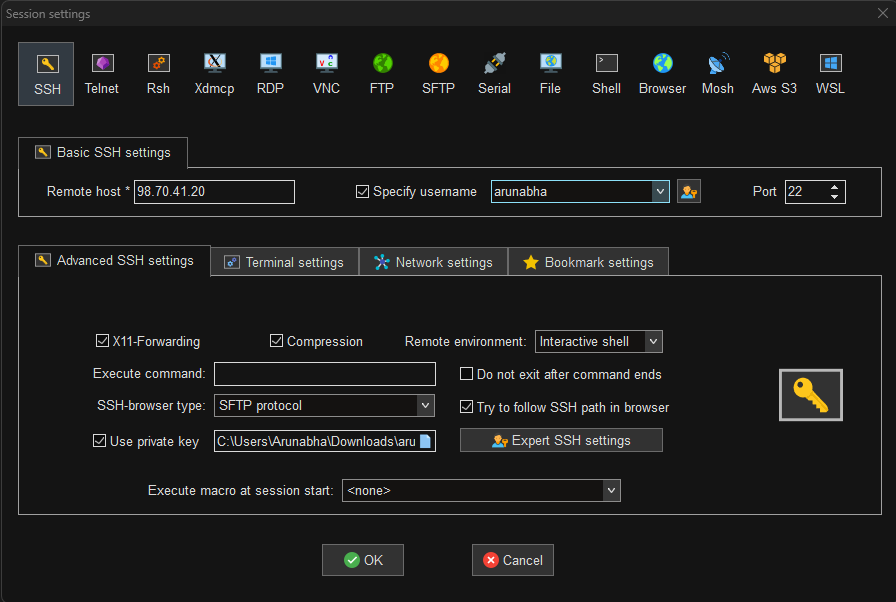 Session settings
SSH Telnet Rsh Xdmcp RDP VNC FTP SFTP Serial File Shell Browser Mosh Aws S3 WSL
Basic SSH settings
Remote host * 98.70.41.20 Specify username arunabha Port 22
Advanced SSH settings Terminal settings Network settings Bookmark settings
X11-Forwarding Compression Remote environment: Interactive shell
Execute command: Do not exit after command ends
SSH-browser type: SFTP protocol Try to follow SSH path in browser
Use private key C:\Users\Arunabha\Downloads\aru Expert SSH settings
Execute macro at session start: <none>
OK Cancel